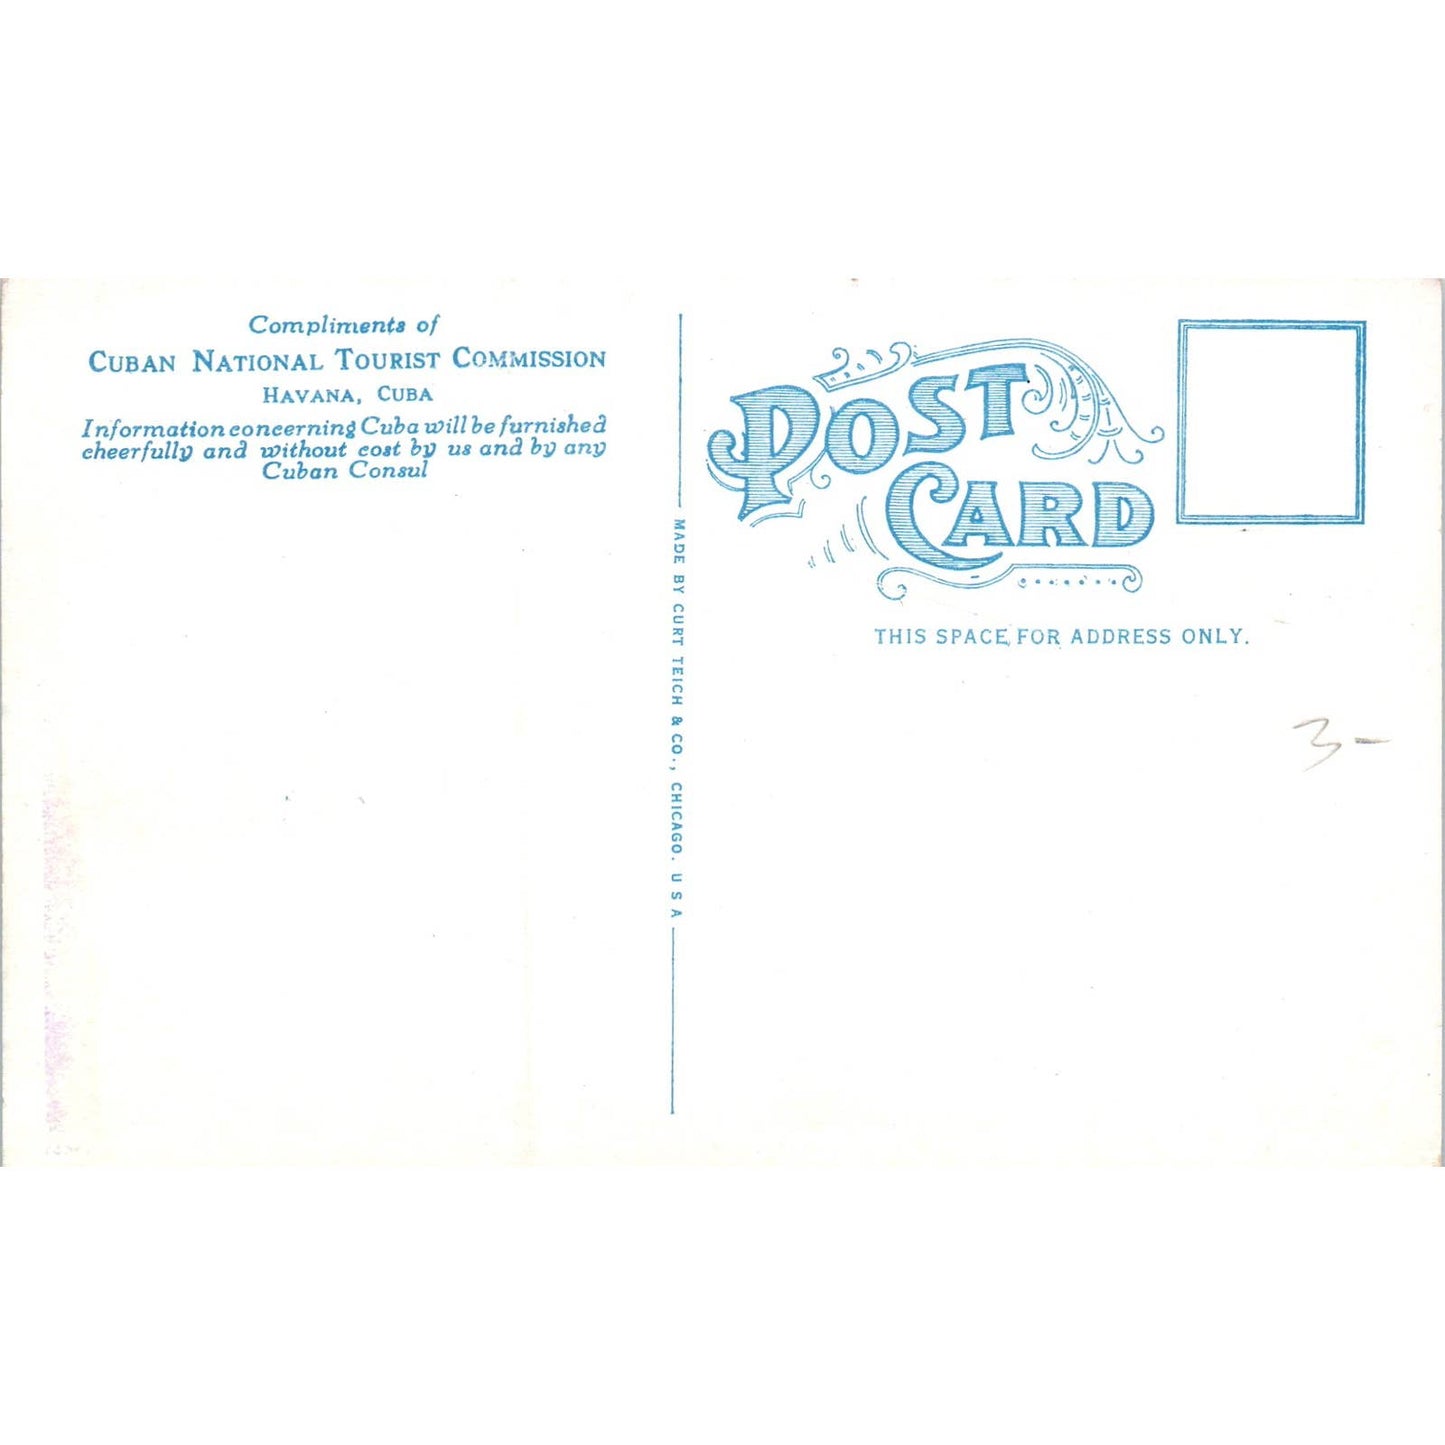 Compliments of
CUBAN NATIONAL TOURIST COMMISSION
HAVANA, CUBA
Information concerning Cuba will be furnished
cheerfully and without cost by us and by any
Cuban Consul
MADE BY CURT TEICH & CO., CHICAGO. U S A
POST
CARD
THIS SPACE FOR ADDRESS ONLY.
3-